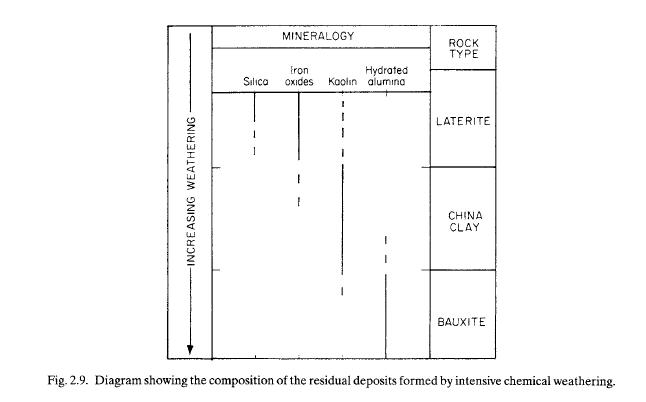 INCREASING WEATHERING
MINERALOGY
ROCK
TYPE
Silica
Iron
oxides
Kaolin
Hydrated
alumina
LATERITE
CHINA
CLAY
BAUXITE
Fig. 2.9. Diagram showing the composition of the residual deposits formed by intensive chemical weathering.